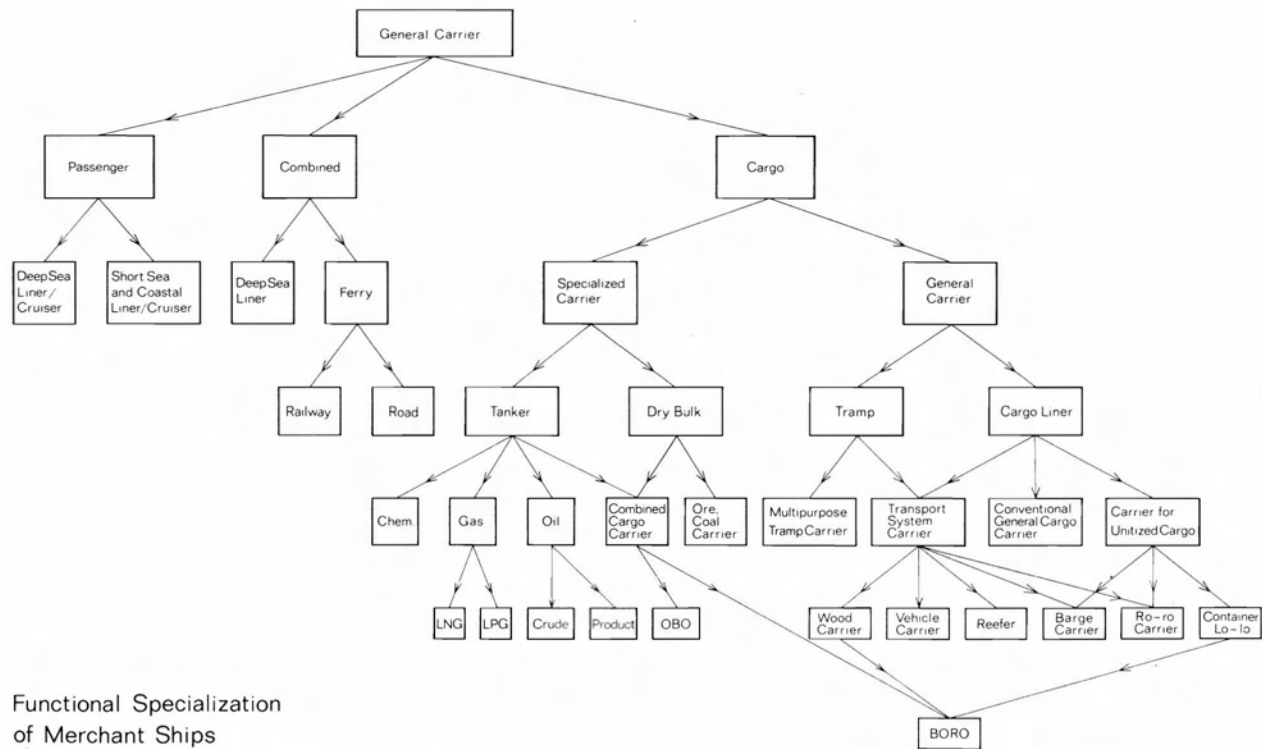 General Carrier
Passenger
Combined
Cargo
DeepSea
Liner/
Cruiser
Short Sea
and Coastal
Liner/Cruiser
DeepSea
Liner
Ferry
Specialized
Carrier
General
Carrier
Railway
Road
Tanker
Dry Bulk
Tramp
Cargo Liner
Chem.
Gas
Oil
Combined
Cargo
Carrier
Ore,
Coal
Carrier
Multipurpose
Tramp Carrier
Transport
System
Carrier
Conventional
General Cargo
Carrier
Carrier for
Unitized Cargo
LNG
LPG
Crude
Product
OBO
Wood
Carrier
Vehicle
Carrier
Reefer
Barge
Carrier
Ro-ro
Carrier
Container
Lo-lo
BORO
Functional Specialization
of Merchant Ships